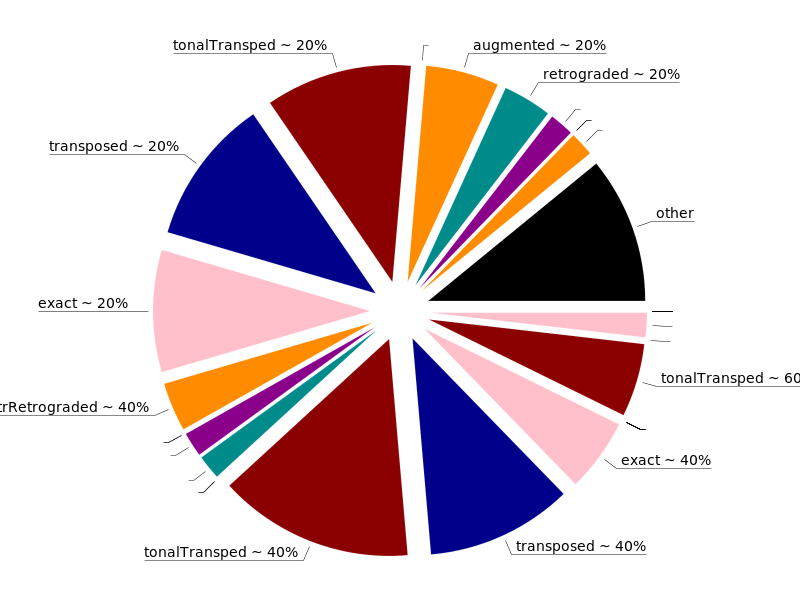 tonalTransped ~ 20%
augmented ~ 20%
retrograded ~ 20%
transposed ~ 20%
other
exact ~ 20%
tonalTransped ~ 60
trRetrograded ~ 40%
exact ~ 40%
transposed ~ 40%
tonalTransped ~ 40%